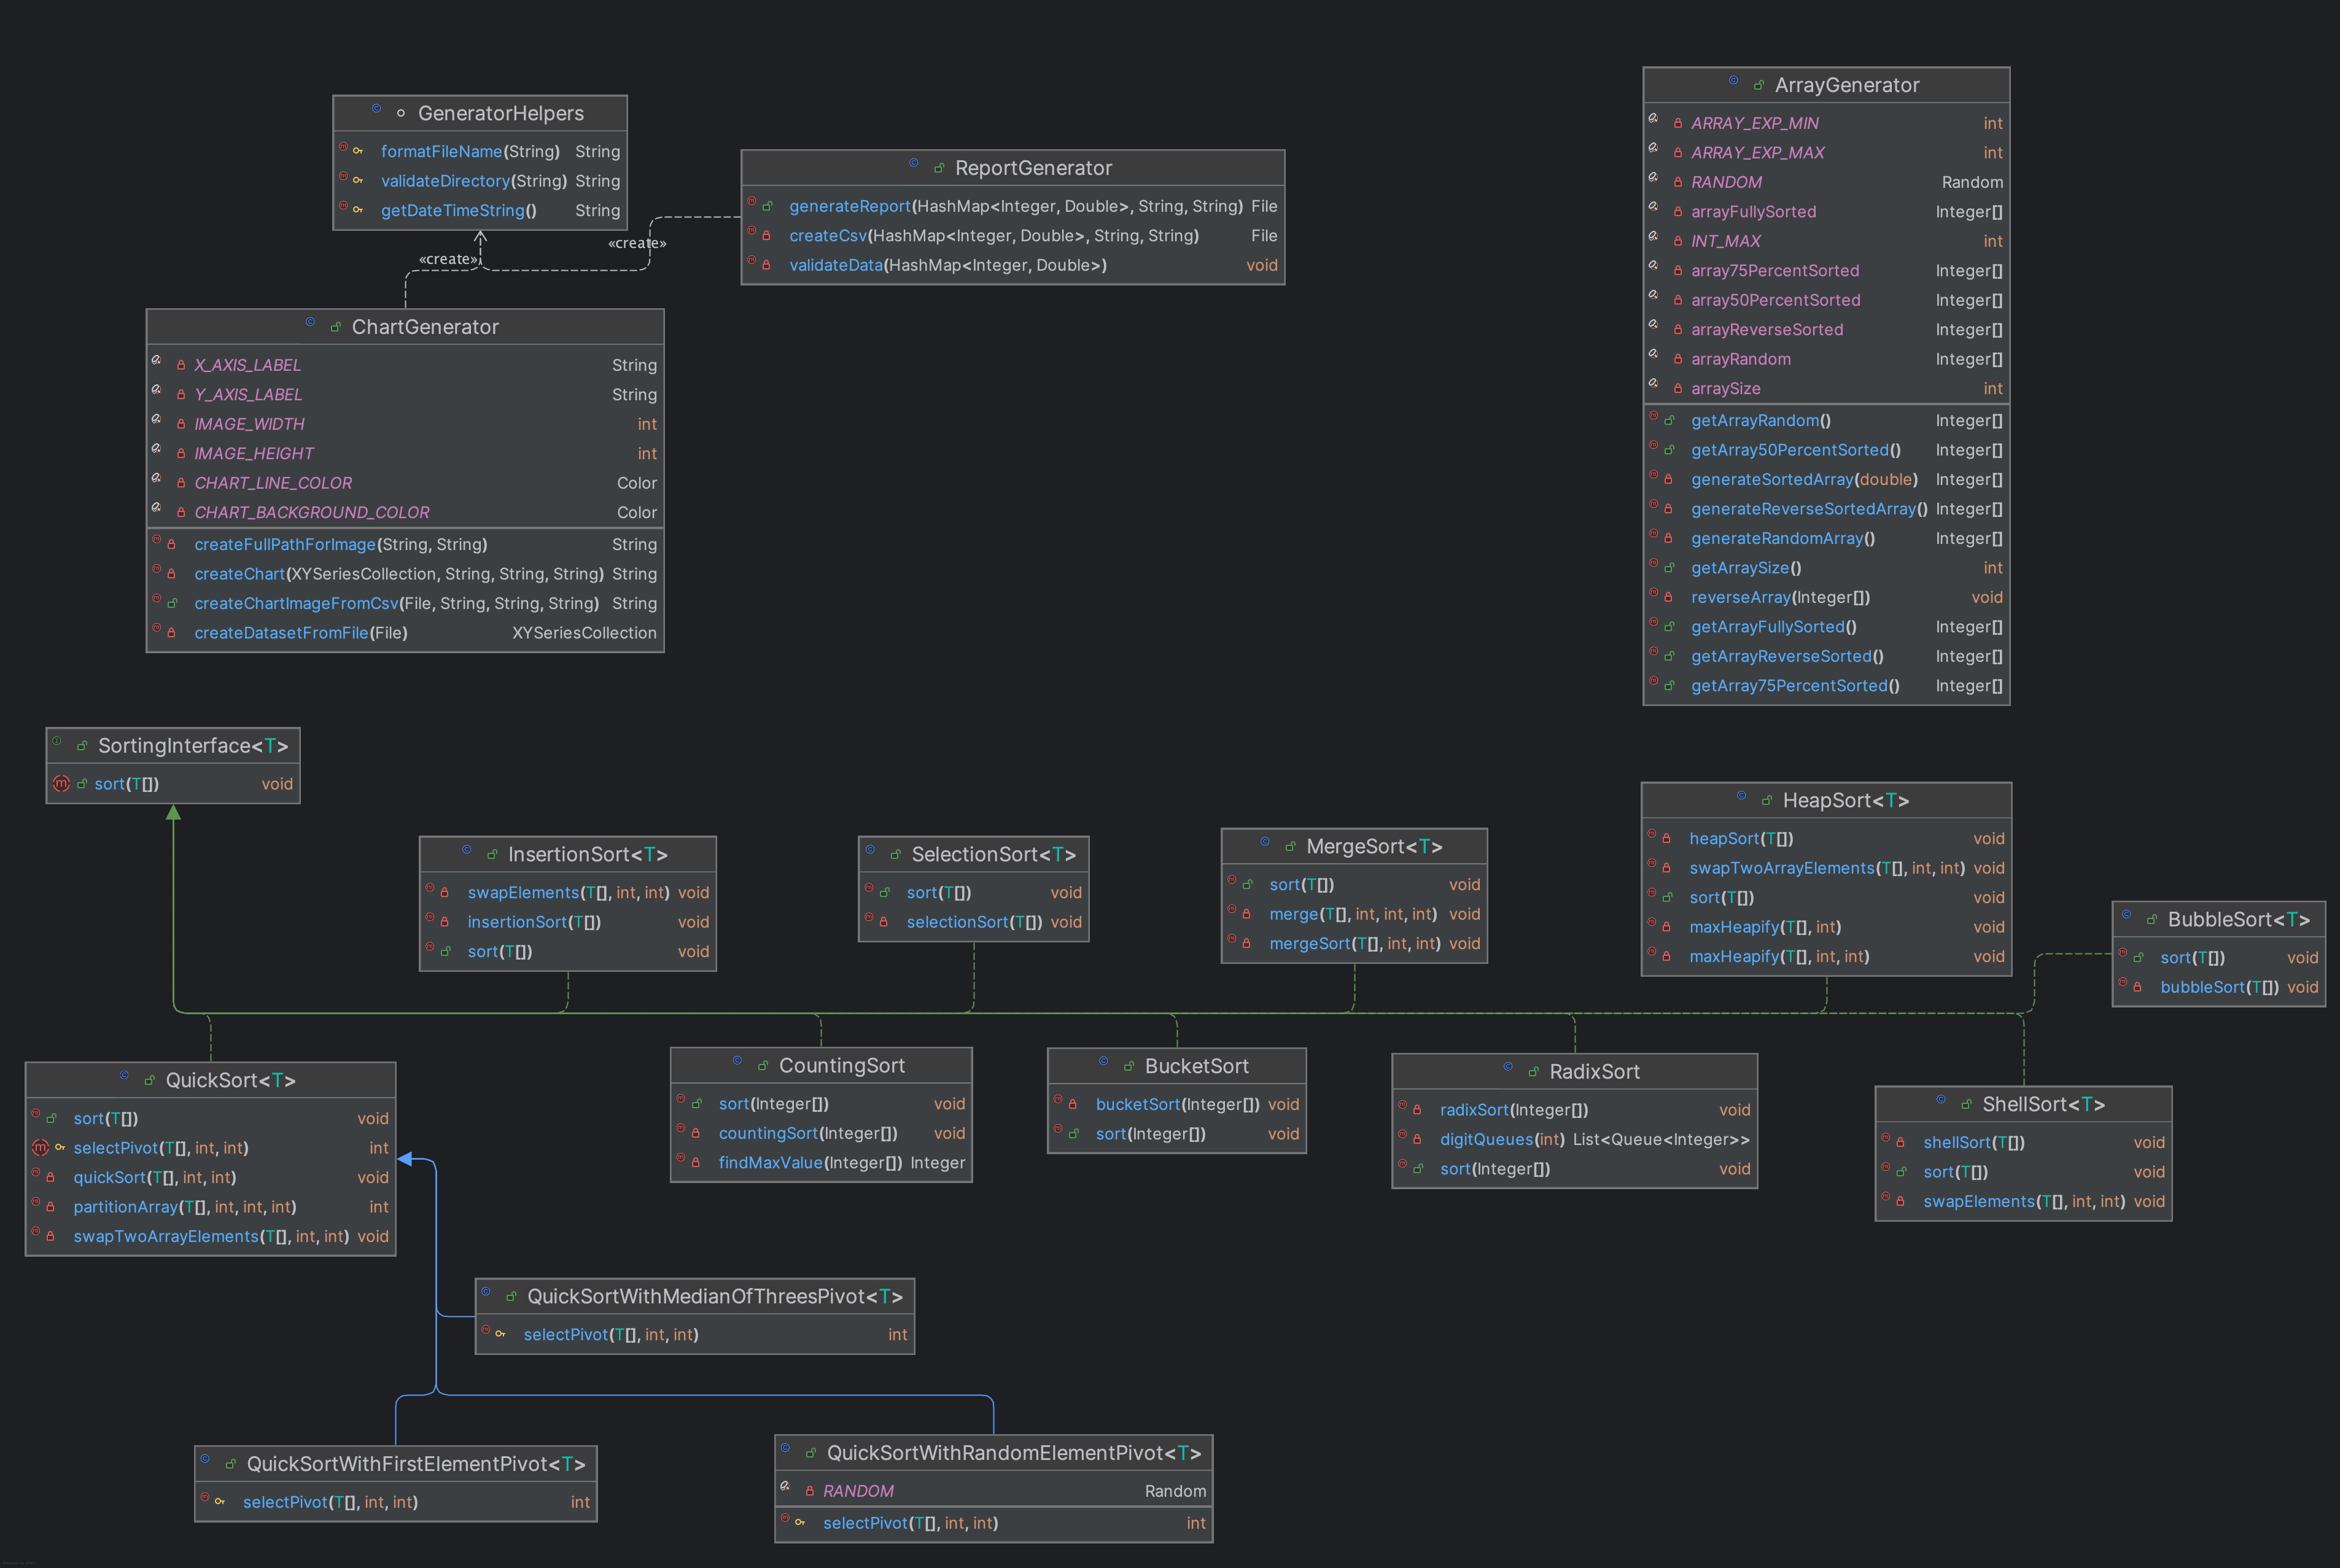 GeneratorHelpers
formatFileName(String) String
validateDirectory(String) String
getDateTimeString() String
ReportGenerator
generateReport(HashMap<Integer, Double>, String, String) File
createCsv(HashMap<Integer, Double>, String, String) File
validateData(HashMap<Integer, Double>) void
«create»
«create»
ChartGenerator
X_AXIS_LABEL String
Y_AXIS_LABEL String
IMAGE_WIDTH int
IMAGE_HEIGHT int
CHART_LINE_COLOR Color
CHART_BACKGROUND_COLOR Color
createFullPathForImage(String, String) String
createChart(XYSeriesCollection, String, String, String) String
createChartImageFromCsv(File, String, String, String) String
createDatasetFromFile(File) XYSeriesCollection
ArrayGenerator
ARRAY_EXP_MIN int
ARRAY_EXP_MAX int
RANDOM Random
arrayFullySorted Integer[]
INT_MAX int
array75PercentSorted Integer[]
array50PercentSorted Integer[]
arrayReverseSorted Integer[]
arrayRandom Integer[]
arraySize int
getArrayRandom() Integer[]
getArray50PercentSorted() Integer[]
generateSortedArray(double) Integer[]
generateReverseSortedArray() Integer[]
generateRandomArray() Integer[]
getArraySize() int
reverseArray(Integer[]) void
getArrayFullySorted() Integer[]
getArrayReverseSorted() Integer[]
getArray75PercentSorted() Integer[]
SortingInterface<T>
sort(T[]) void
InsertionSort<T>
swapElements(T[], int, int) void
insertionSort(T[]) void
sort(T[]) void
SelectionSort<T>
sort(T[]) void
selectionSort(T[]) void
MergeSort<T>
sort(T[]) void
merge(T[], int, int, int) void
mergeSort(T[], int, int) void
HeapSort<T>
heapSort(T[]) void
swapTwoArrayElements(T[], int, int) void
sort(T[]) void
maxHeapify(T[], int) void
maxHeapify(T[], int, int) void
BubbleSort<T>
sort(T[]) void
bubbleSort(T[]) void
QuickSort<T>
sort(T[]) void
selectPivot(T[], int, int) int
quickSort(T[], int, int) void
partitionArray(T[], int, int, int) int
swapTwoArrayElements(T[], int, int) void
CountingSort
sort(Integer[]) void
countingSort(Integer[]) void
findMaxValue(Integer[]) Integer
BucketSort
bucketSort(Integer[]) void
sort(Integer[]) void
RadixSort
radixSort(Integer[]) void
digitQueues(int) List<Queue<Integer>>
sort(Integer[]) void
ShellSort<T>
shellSort(T[]) void
sort(T[]) void
swapElements(T[], int, int) void
QuickSortWithMedianOfThreesPivot<T>
selectPivot(T[], int, int) int
QuickSortWithFirstElementPivot<T>
selectPivot(T[], int, int) int
QuickSortWithRandomElementPivot<T>
RANDOM Random
selectPivot(T[], int, int) int